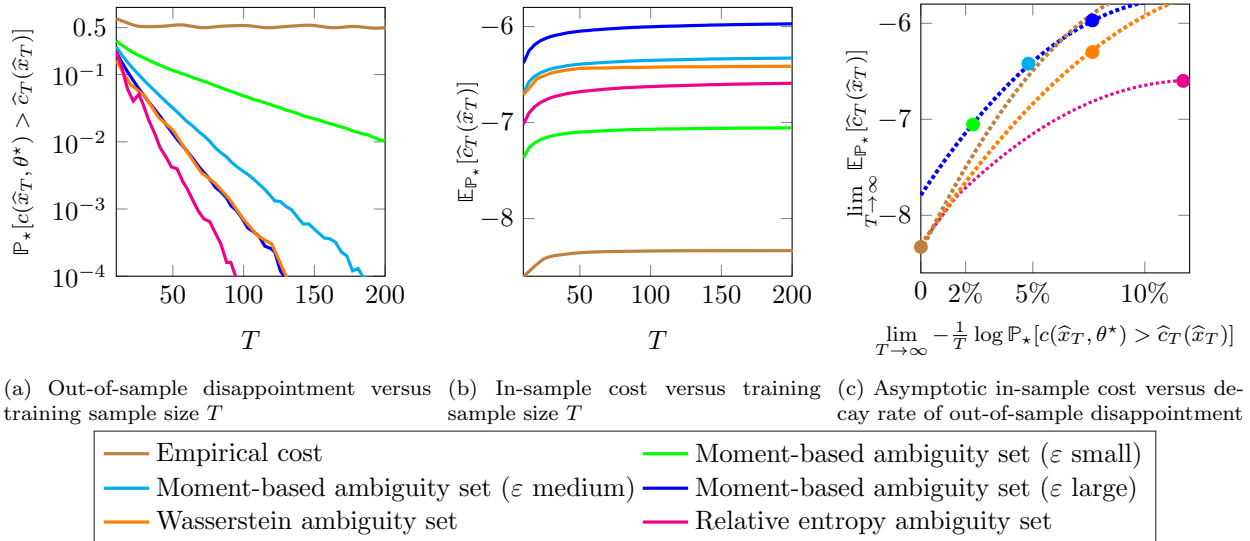 0.5
10⁻¹
10⁻²
10⁻³
10⁻⁴
50 100 150 200
T
ℙ⋆[c(x̂_T, θ⋆) > ĉ_T(x̂_T)]
−6
−7
−8
50 100 150 200
T
𝔼_ℙ⋆[ĉ_T(x̂_T)]
−6
−7
−8
0 2% 5% 10%
lim_{T→∞} 𝔼_ℙ⋆[ĉ_T(x̂_T)]
lim_{T→∞} −1/T log ℙ⋆[c(x̂_T, θ⋆) > ĉ_T(x̂_T)]
(a) Out-of-sample disappointment versus
training sample size T
(b) In-sample cost versus training
sample size T
(c) Asymptotic in-sample cost versus de-
cay rate of out-of-sample disappointment
Empirical cost
Moment-based ambiguity set (ε small)
Moment-based ambiguity set (ε medium)
Moment-based ambiguity set (ε large)
Wasserstein ambiguity set
Relative entropy ambiguity set